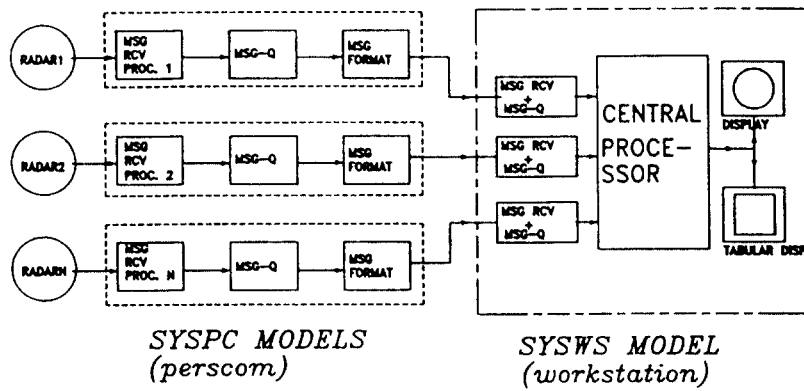 RADAR1
MSG
RCV
PROC. 1
MSG-Q
MSG
FORMAT
MSG RCV
+
MSG-Q
RADAR2
MSG
RCV
PROC. 2
MSG-Q
MSG
FORMAT
MSG RCV
+
MSG-Q
RADARN
MSG
RCV
PROC. N
MSG-Q
MSG
FORMAT
MSG RCV
+
MSG-Q
CENTRAL
PROCE-
SSOR
DISPLAY
TABULAR DISP
SYSPC MODELS
(perscom)
SYSWS MODEL
(workstation)